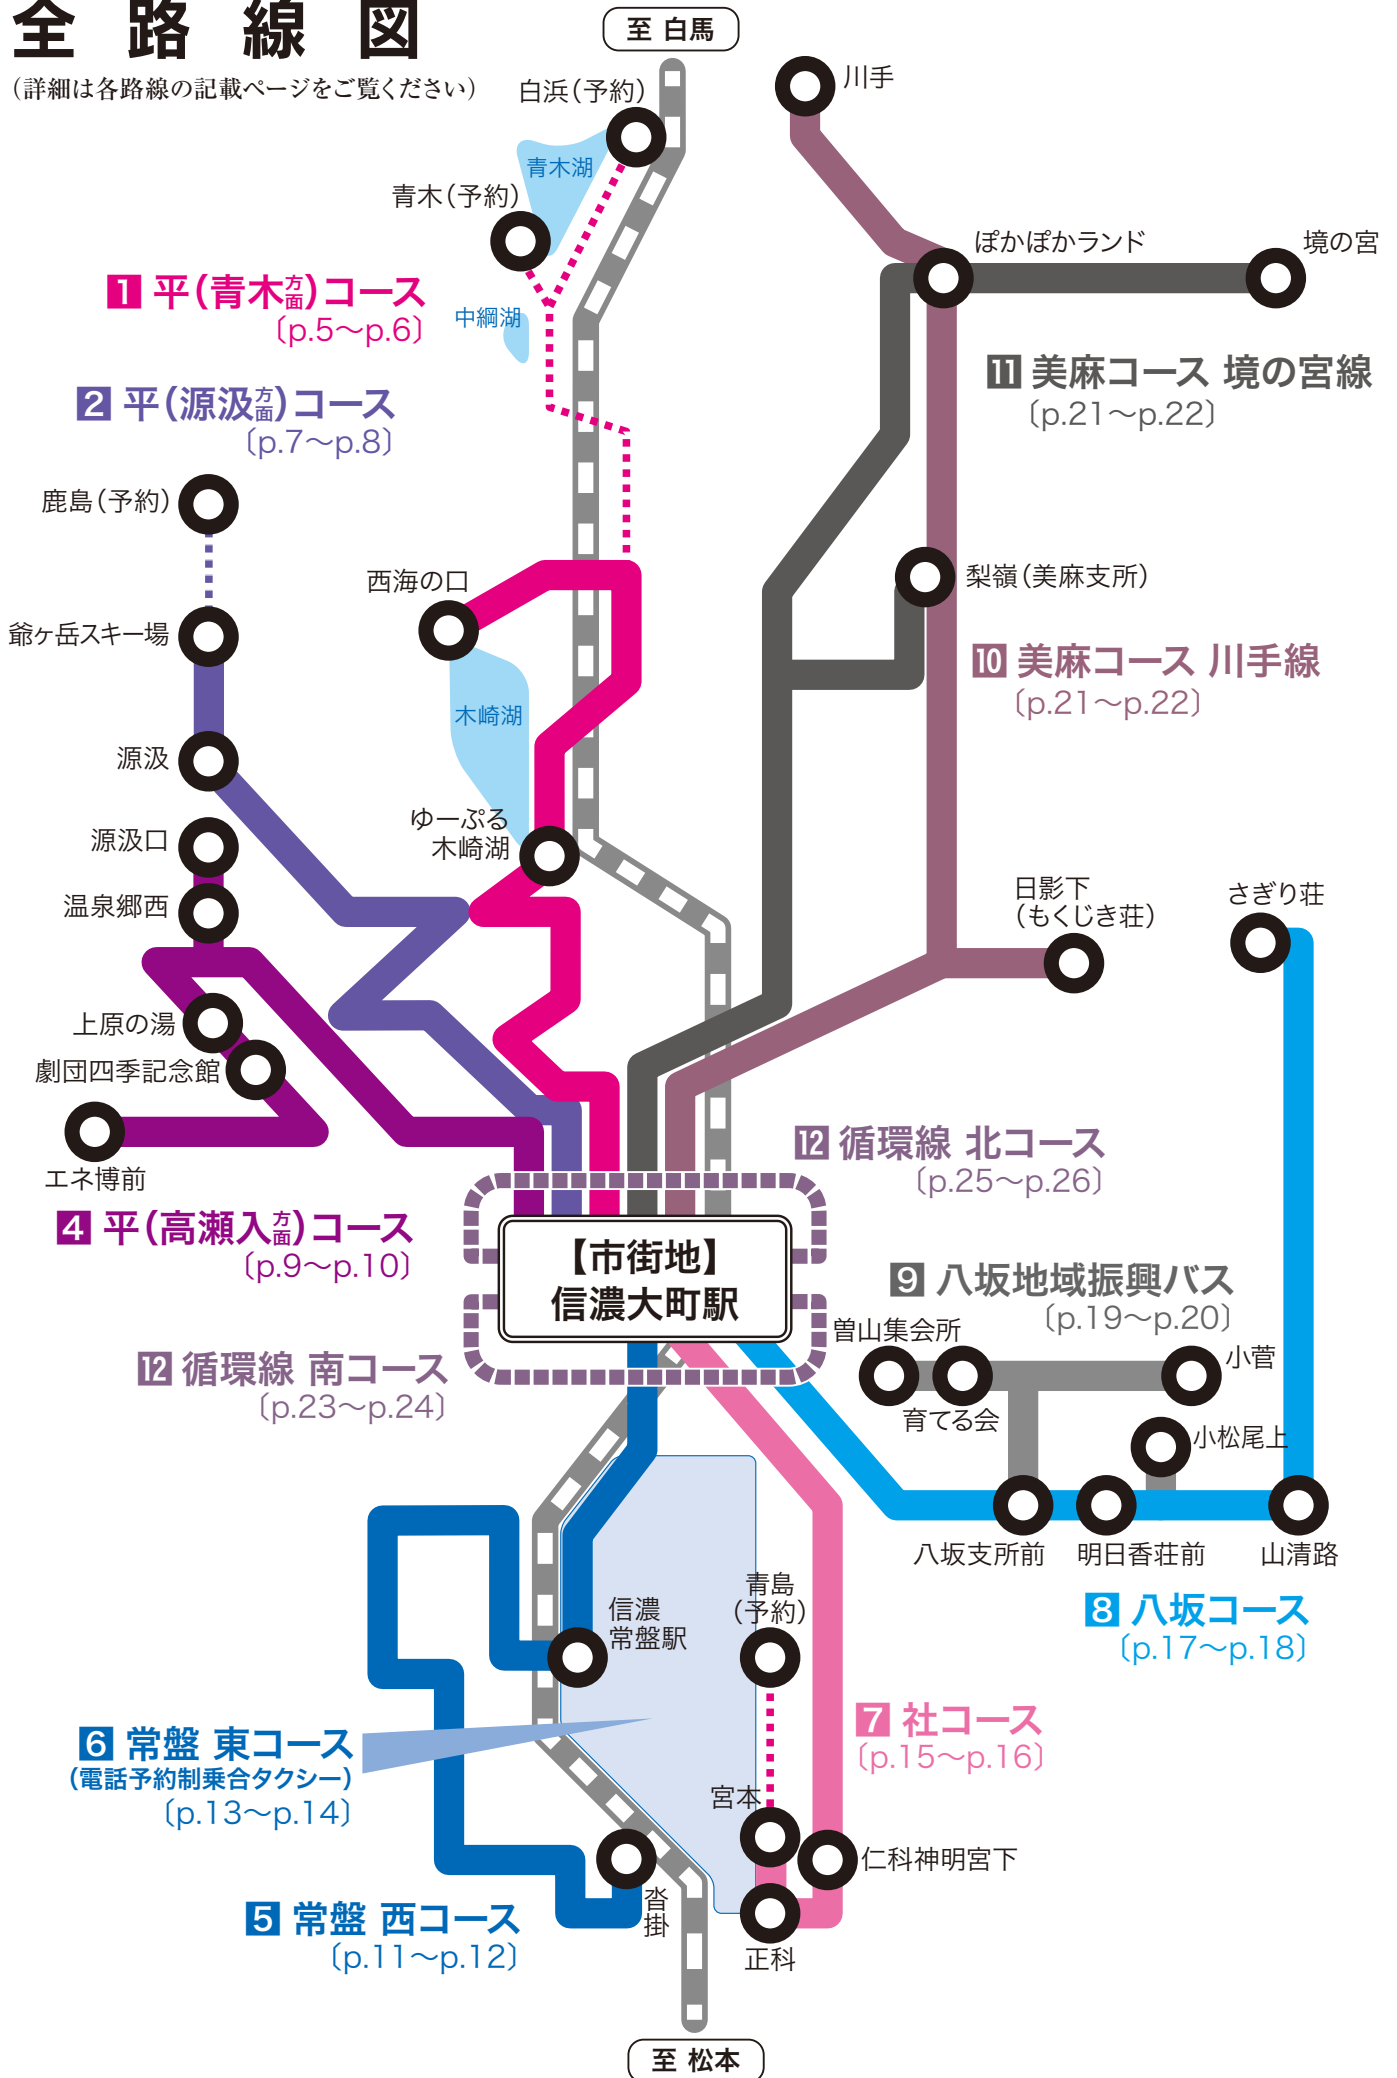 全路線図
（詳細は各路線の記載ページをご覧ください）
至 白馬
白浜（予約）
川手
青木湖
青木（予約）
ぽかぽかランド
境の宮
1 平（青木方面）コース
〔p.5～p.6〕
中綱湖
11 美麻コース 境の宮線
〔p.21～p.22〕
2 平（源汲方面）コース
〔p.7～p.8〕
鹿島（予約）
西海の口
梨嶺（美麻支所）
爺ヶ岳スキー場
10 美麻コース 川手線
〔p.21～p.22〕
木崎湖
源汲
ゆーぷる
木崎湖
源汲口
日影下
（もくじき荘）
さぎり荘
温泉郷西
上原の湯
劇団四季記念館
エネ博前
12 循環線 北コース
〔p.25～p.26〕
4 平（高瀬入方面）コース
〔p.9～p.10〕
【市街地】
信濃大町駅
9 八坂地域振興バス
〔p.19～p.20〕
曽山集会所
小菅
12 循環線 南コース
〔p.23～p.24〕
育てる会
小松尾上
八坂支所前
明日香荘前
山清路
青島
（予約）
信濃
常盤駅
8 八坂コース
〔p.17～p.18〕
7 社コース
〔p.15～p.16〕
6 常盤 東コース
（電話予約制乗合タクシー）
〔p.13～p.14〕
宮本
仁科神明宮下
沓掛
5 常盤 西コース
〔p.11～p.12〕
正科
至 松本